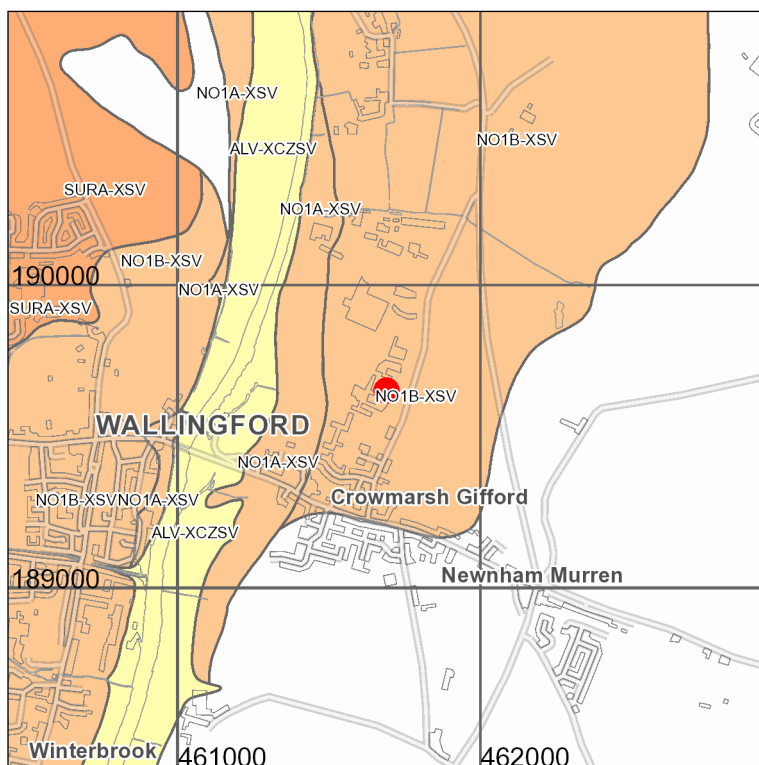 NO1A-XSV
ALV-XCZSV
NO1B-XSV
SURA-XSV
NO1A-XSV
NO1B-XSV
190000
NO1A-XSV
SURA-XSV
NO1B-XSV
WALLINGFORD
NO1A-XSV
NO1B-XSV
NO1A-XSV
Crowmarsh Gifford
ALV-XCZSV
189000
Newnham Murren
Winterbrook
461000
462000